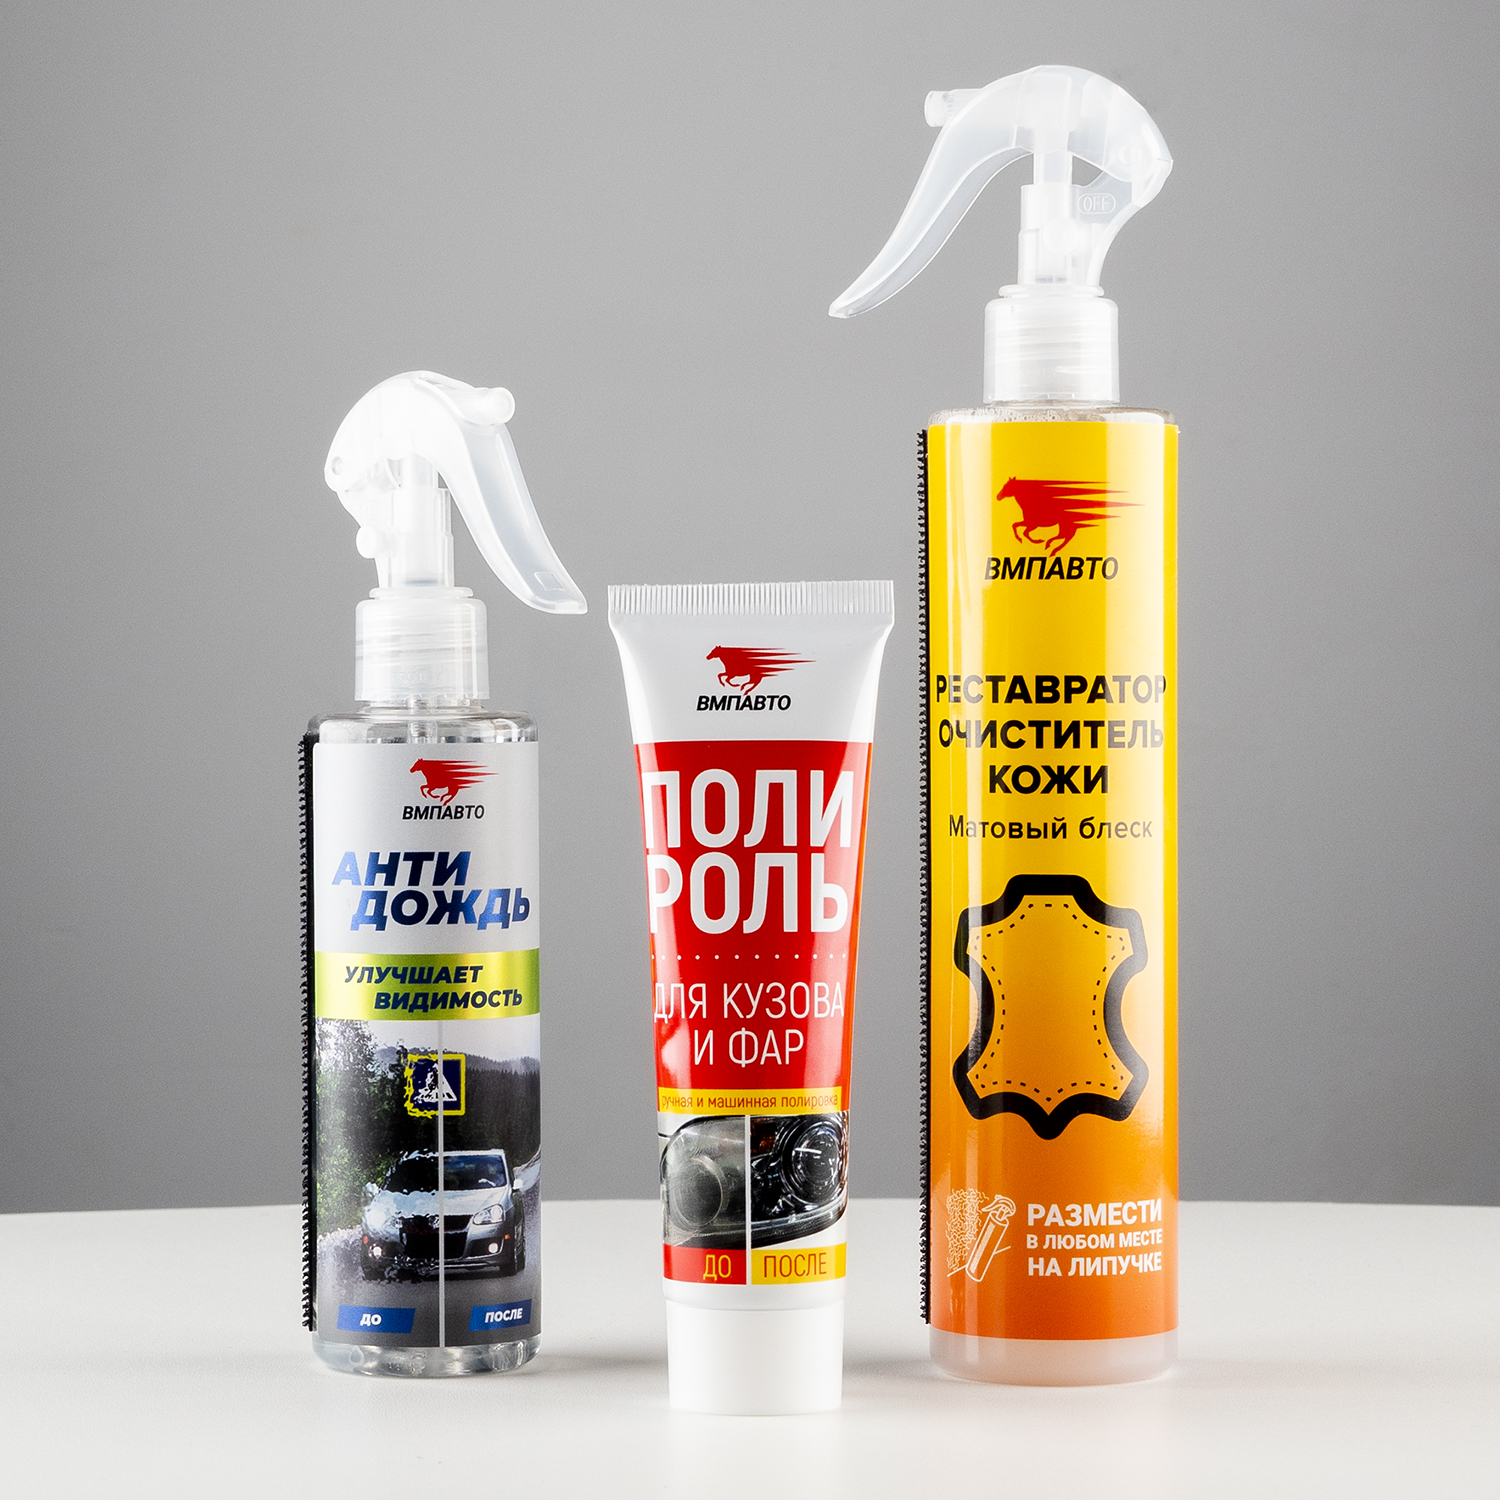 ВМПАВТО
АНТИ
ДОЖДЬ
УЛУЧШАЕТ
ВИДИМОСТЬ
ДО
ПОСЛЕ
ВМПАВТО
ПОЛИ
РОЛЬ
ДЛЯ КУЗОВА
И ФАР
ручная и машинная полировка
ДО
ПОСЛЕ
OFF
ВМПАВТО
РЕСТАВРАТОР
ОЧИСТИТЕЛЬ
КОЖИ
Матовый блеск
РАЗМЕСТИ
В ЛЮБОМ МЕСТЕ
НА ЛИПУЧКЕ